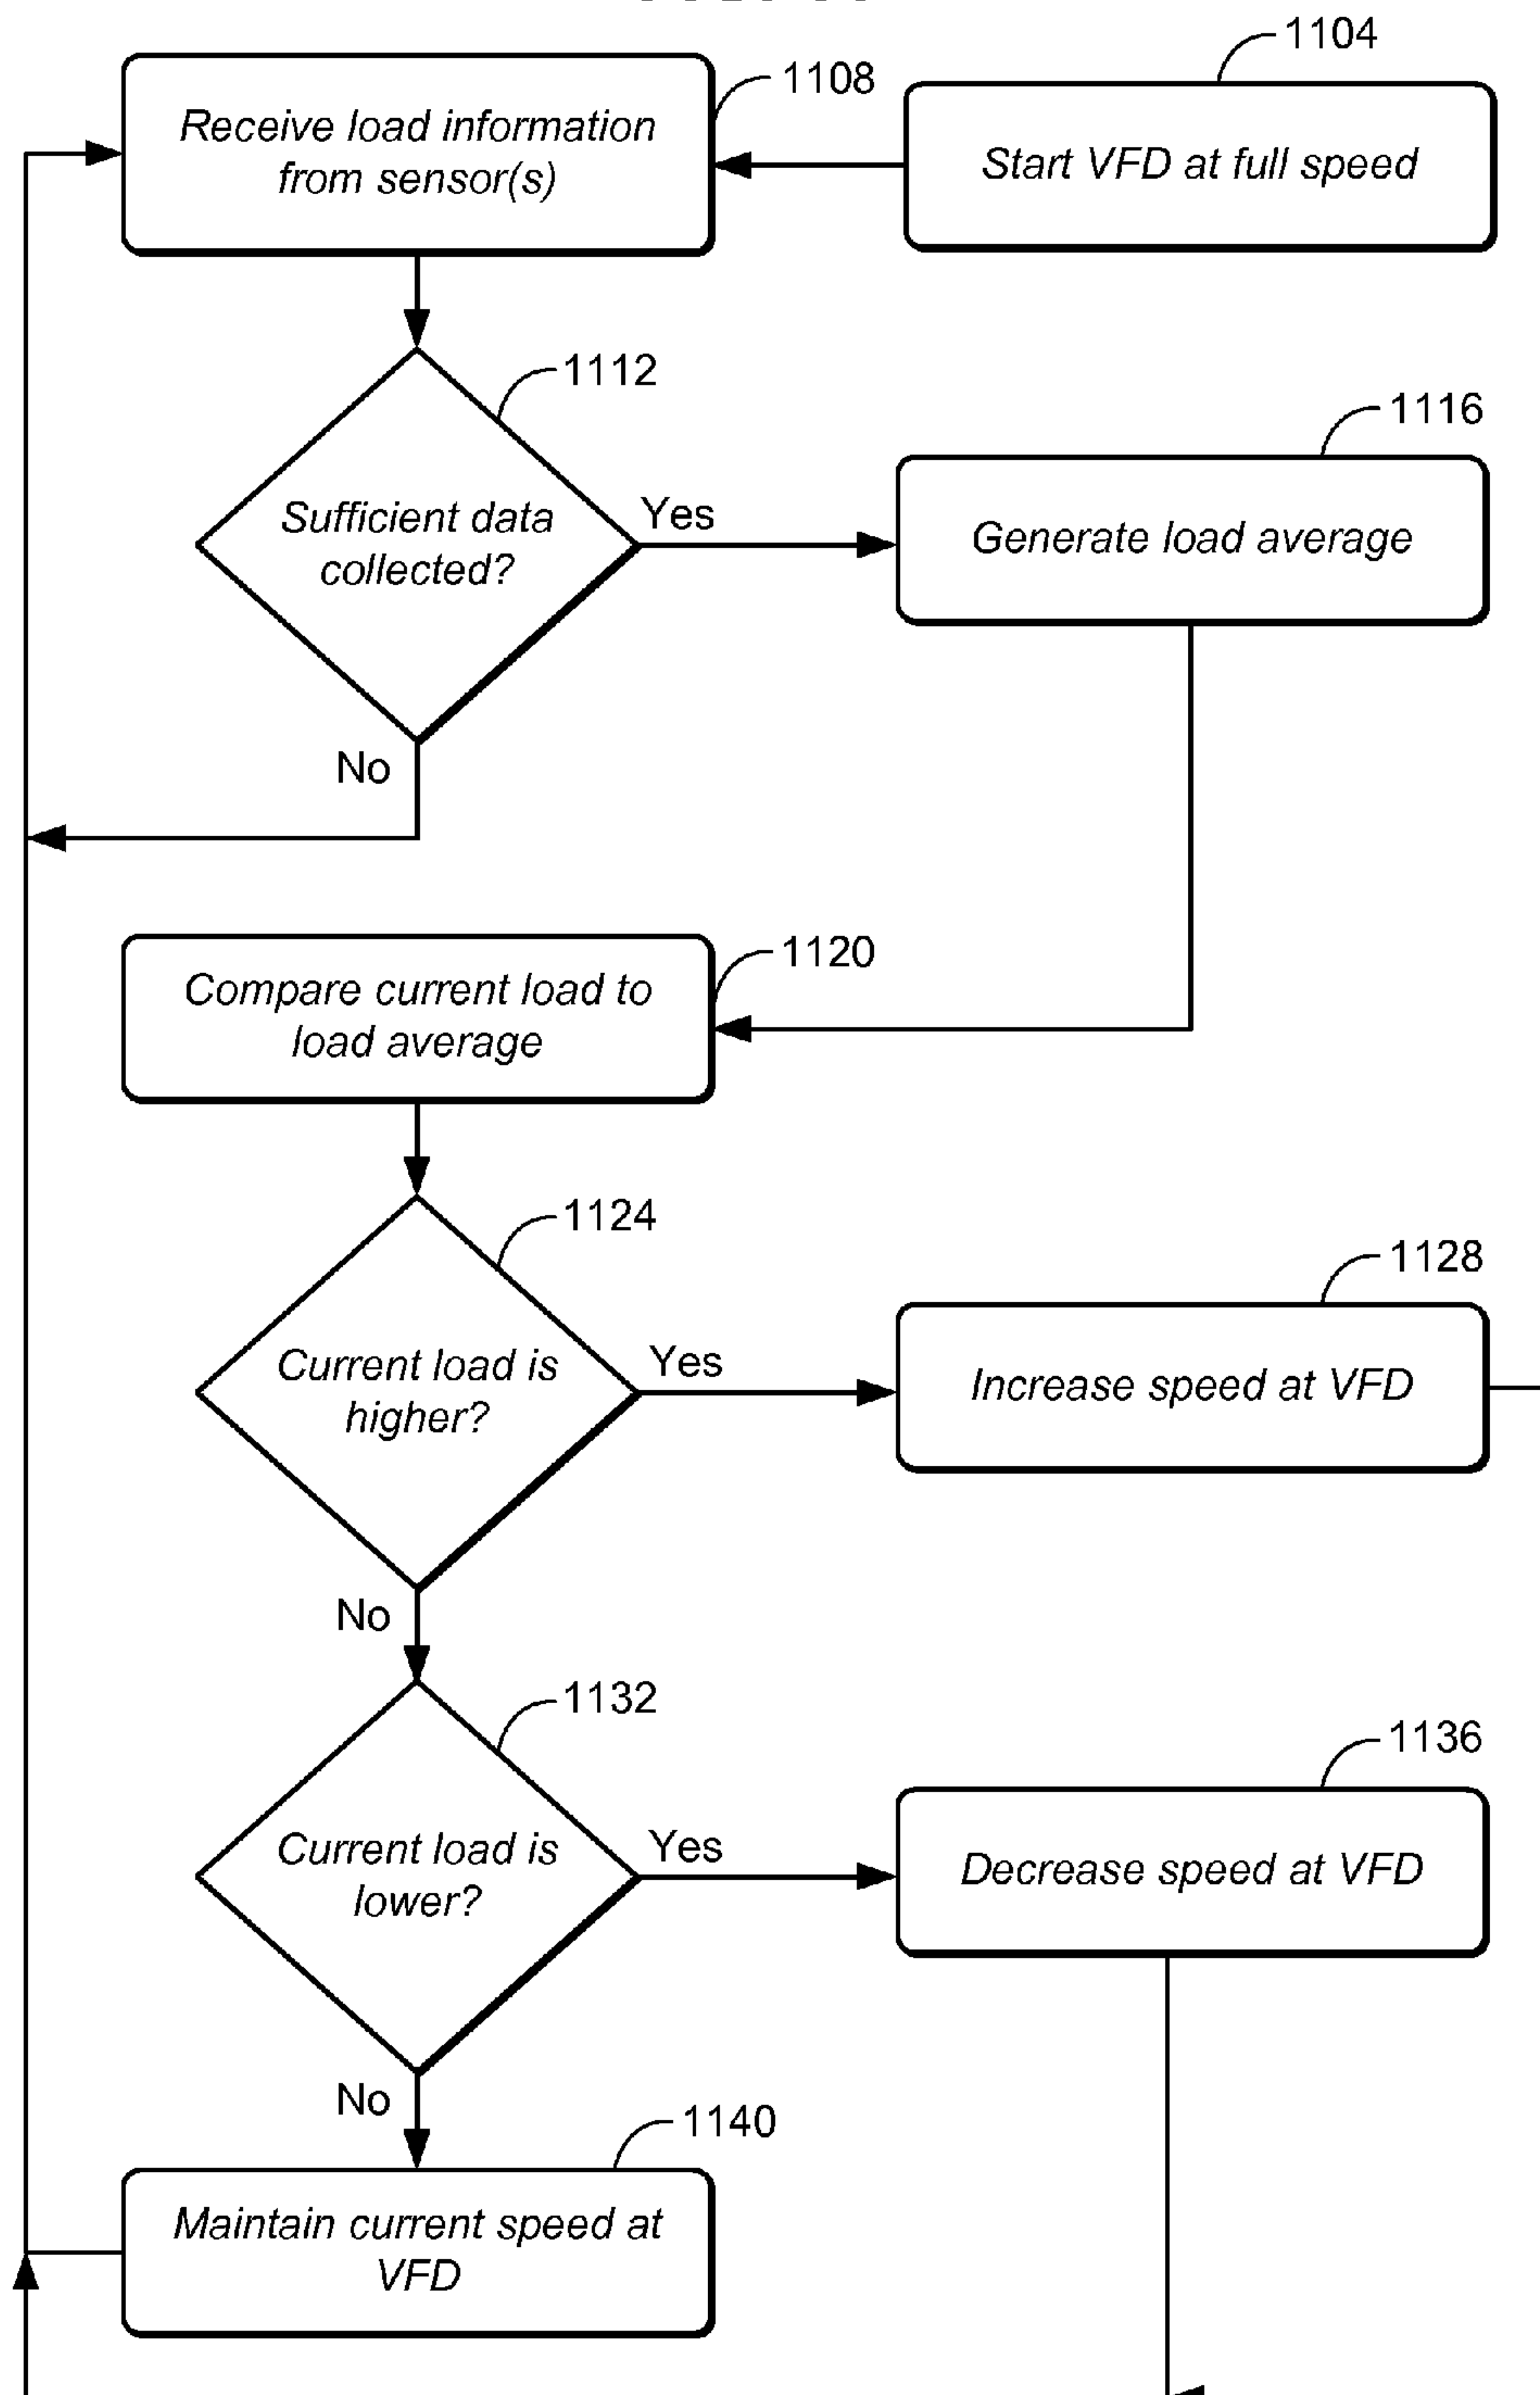 1104
1108
Receive load information
from sensor(s)
Start VFD at full speed
1112
1116
Sufficient data
collected?
Yes
Generate load average
No
1120
Compare current load to
load average
1124
1128
Current load is
higher?
Yes
Increase speed at VFD
No
1132
1136
Current load is
lower?
Yes
Decrease speed at VFD
No
1140
Maintain current speed at
VFD